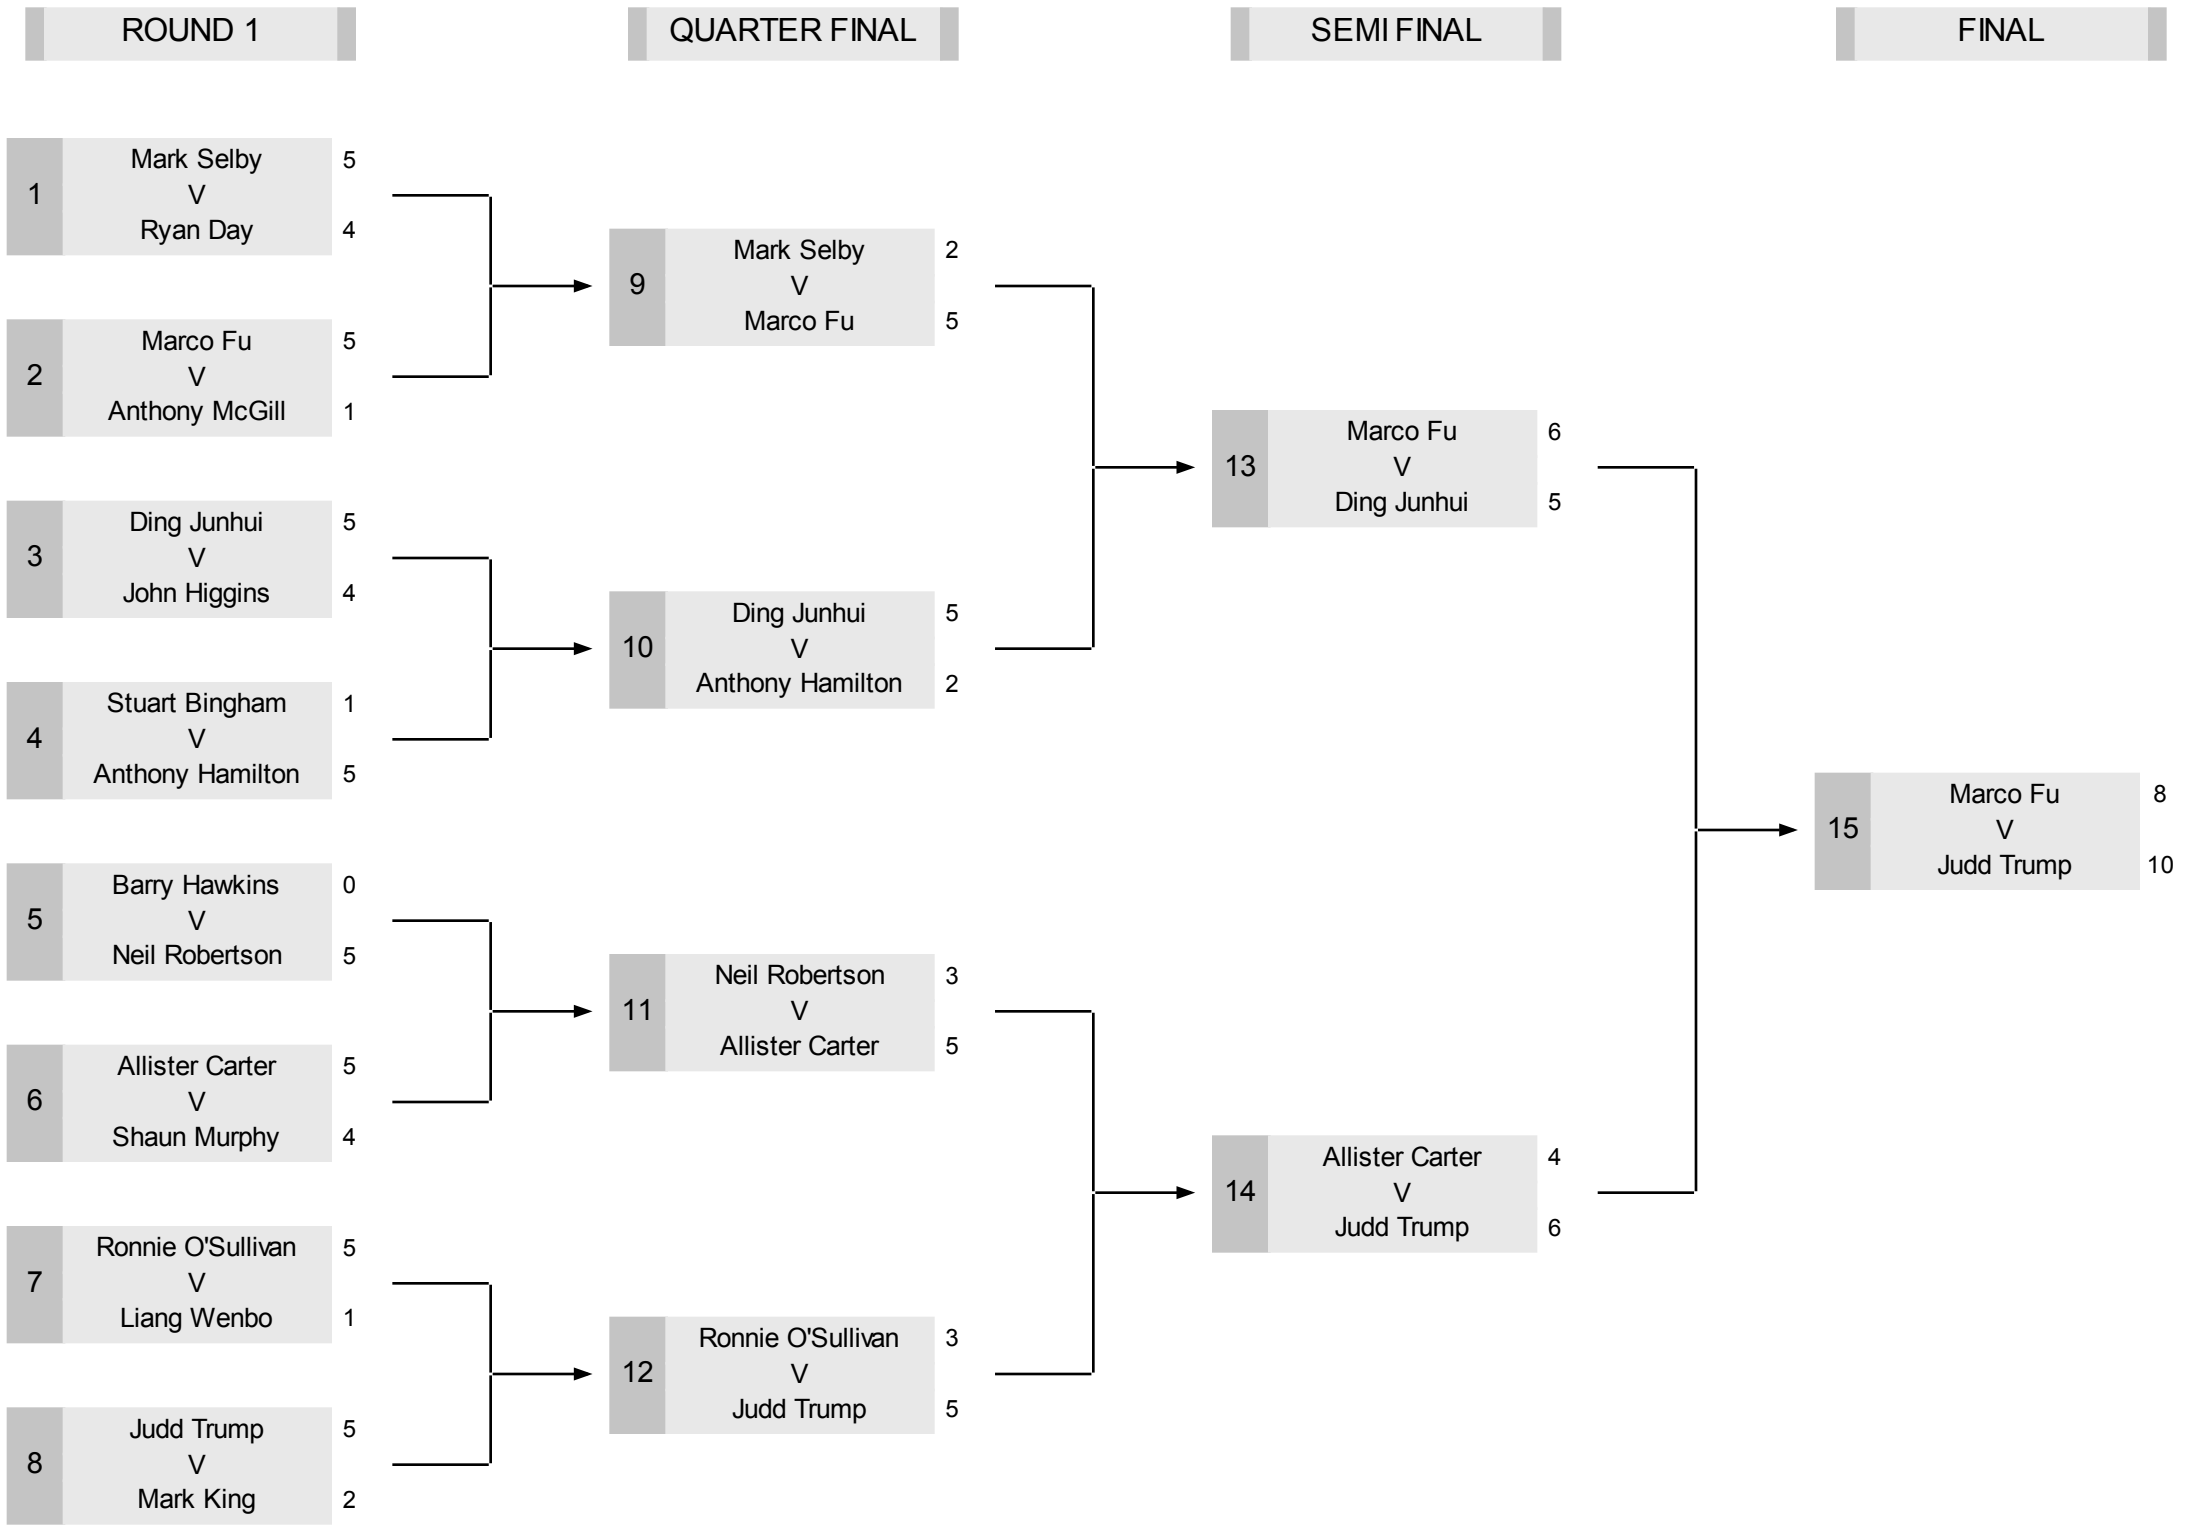 ROUND 1
QUARTER FINAL
SEMI FINAL
FINAL
1
Mark Selby 5
V
Ryan Day 4
2
Marco Fu 5
V
Anthony McGill 1
3
Ding Junhui 5
V
John Higgins 4
4
Stuart Bingham 1
V
Anthony Hamilton 5
5
Barry Hawkins 0
V
Neil Robertson 5
6
Allister Carter 5
V
Shaun Murphy 4
7
Ronnie O'Sullivan 5
V
Liang Wenbo 1
8
Judd Trump 5
V
Mark King 2
9
Mark Selby 2
V
Marco Fu 5
10
Ding Junhui 5
V
Anthony Hamilton 2
11
Neil Robertson 3
V
Allister Carter 5
12
Ronnie O'Sullivan 3
V
Judd Trump 5
13
Marco Fu 6
V
Ding Junhui 5
14
Allister Carter 4
V
Judd Trump 6
15
Marco Fu 8
V
Judd Trump 10